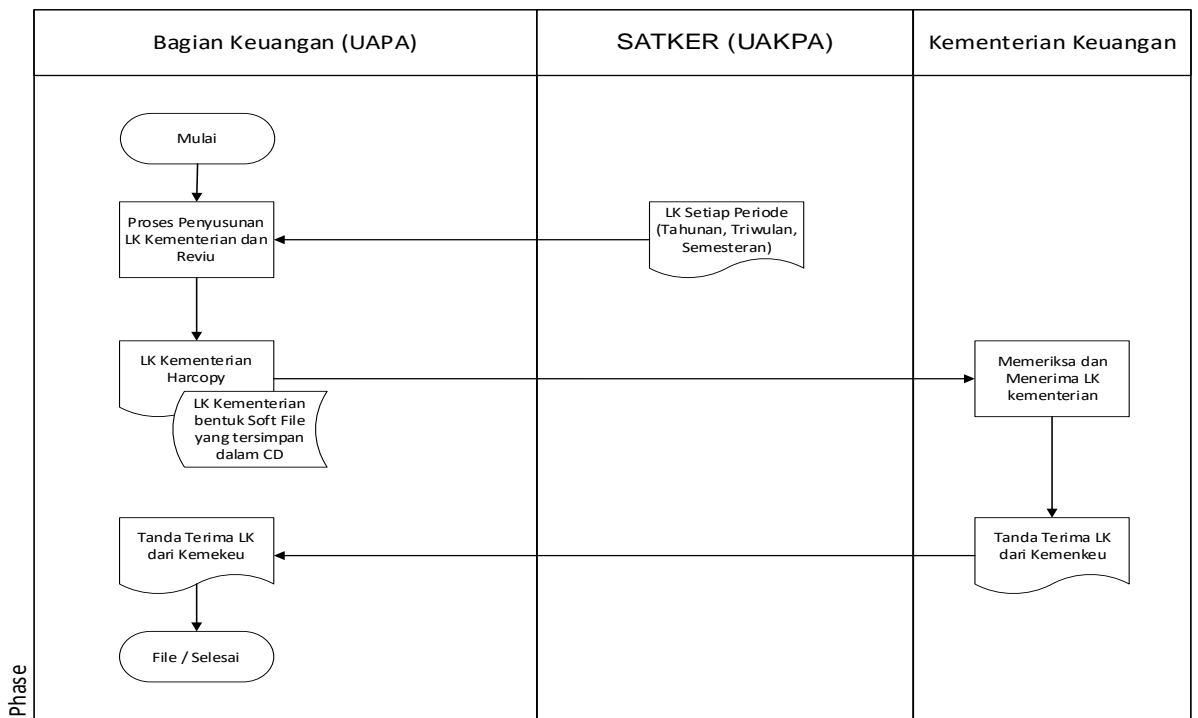 Bagian Keuangan (UAPA)
SATKER (UAKPA)
Kementerian Keuangan
Mulai
Proses Penyusunan
LK Kementerian dan
Reviu
LK Setiap Periode
(Tahunan, Triwulan,
Semesteran)
LK Kementerian
Harcopy
LK Kementerian
bentuk Soft File
yang tersimpan
dalam CD
Memeriksa dan
Menerima LK
kementerian
Tanda Terima LK
dari Kemekeu
Tanda Terima LK
dari Kemenkeu
File / Selesai
Phase